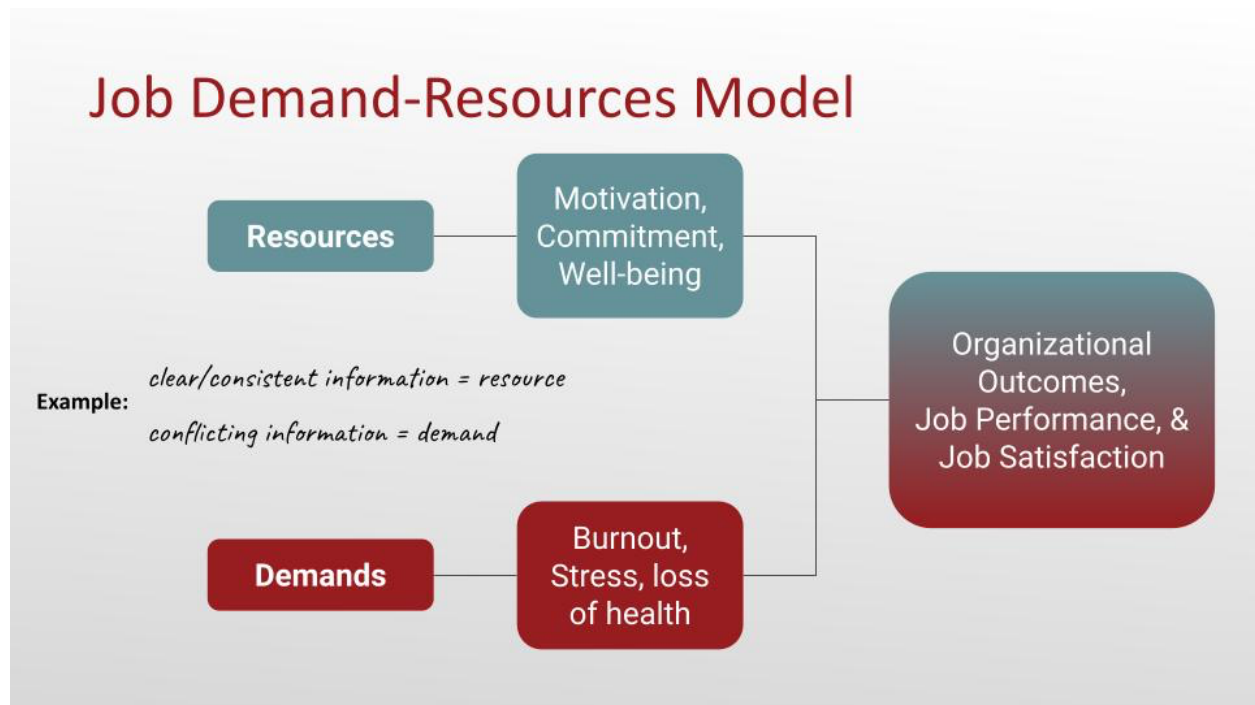 Job Demand-Resources Model
Resources
Motivation,
Commitment,
Well-being
Example:
clear/consistent information = resource
conflicting information = demand
Demands
Burnout,
Stress, loss
of health
Organizational
Outcomes,
Job Performance, &
Job Satisfaction